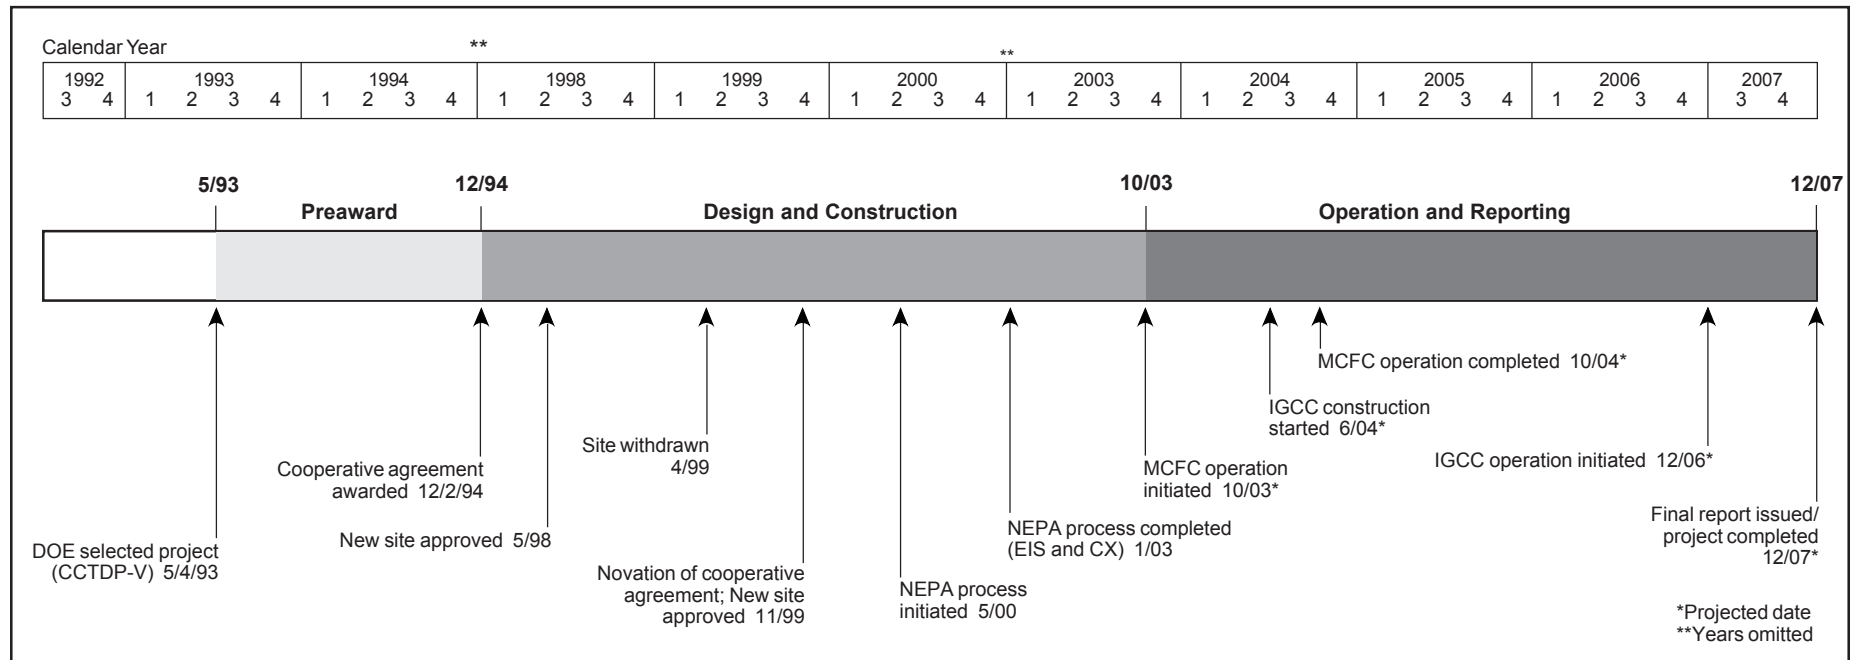 Calendar Year
**
**
1992 1993 1994 1998 1999 2000 2003 2004 2005 2006 2007
3 4 1 2 3 4 1 2 3 4 1 2 3 4 1 2 3 4 1 2 3 4 1 2 3 4 1 2 3 4 1 2 3 4 1 2 3 4 3 4
5/93 12/94 10/03 12/07
Preaward Design and Construction Operation and Reporting
MCFC operation completed 10/04*
IGCC construction
started 6/04*
Site withdrawn
4/99
IGCC operation initiated 12/06*
Cooperative agreement
awarded 12/2/94
MCFC operation
initiated 10/03*
Final report issued/
project completed
12/07*
NEPA process completed
(EIS and CX) 1/03
New site approved 5/98
DOE selected project
(CCTDP-V) 5/4/93
Novation of cooperative
agreement; New site
approved 11/99
NEPA process
initiated 5/00
*Projected date
**Years omitted